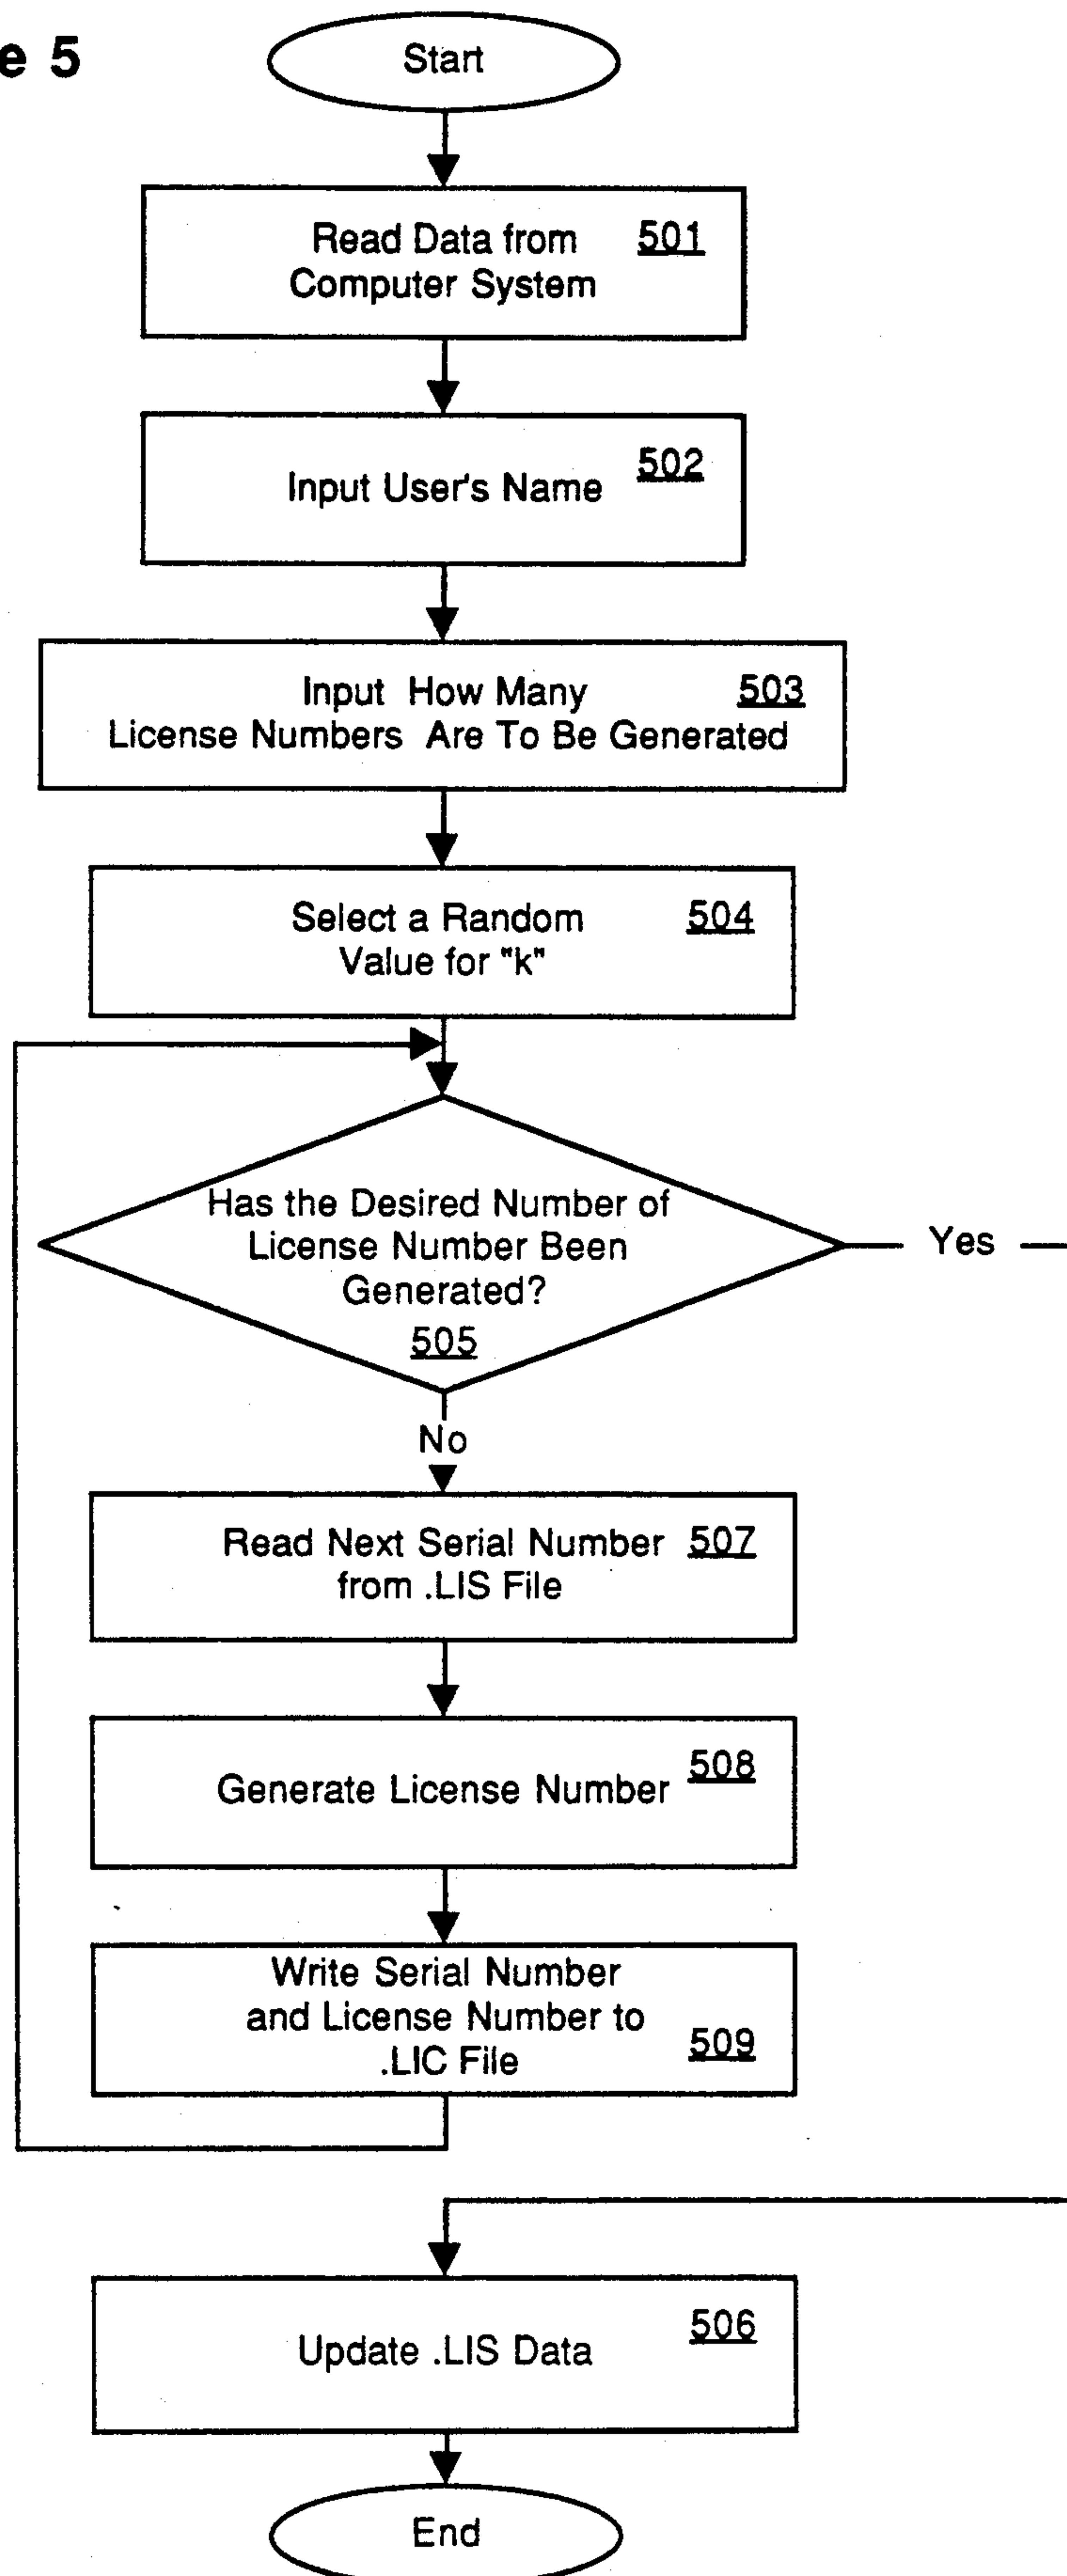 e 5
Start
Read Data from 501
Computer System
502
Input User's Name
Input How Many 503
License Numbers Are To Be Generated
Select a Random 504
Value for "k"
Has the Desired Number of
License Number Been
Generated?
505
Yes
No
Read Next Serial Number 507
from .LIS File
508
Generate License Number
Write Serial Number
and License Number to
.LIC File 509
506
Update .LIS Data
End